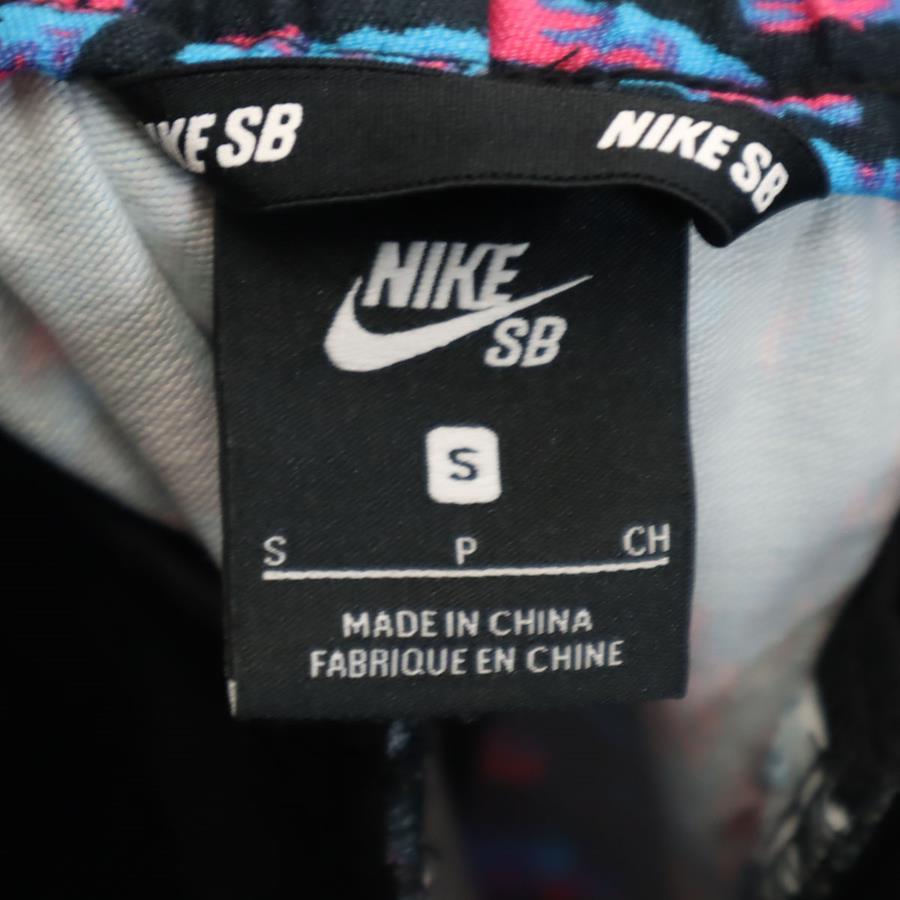 NIKE SB
NIKE SB
NIKE
SB
S
S P CH
MADE IN CHINA
FABRIQUE EN CHINE